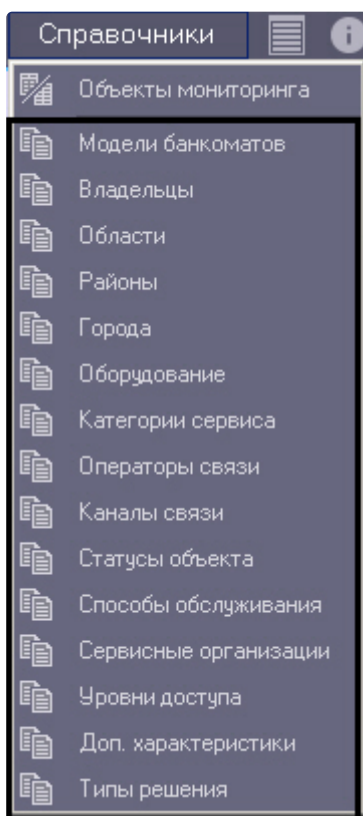 Справочники
Объекты мониторинга
Модели банкоматов
Владельцы
Области
Районы
Города
Оборудование
Категории сервиса
Операторы связи
Каналы связи
Статусы объекта
Способы обслуживания
Сервисные организации
Уровни доступа
Доп. характеристики
Типы решения